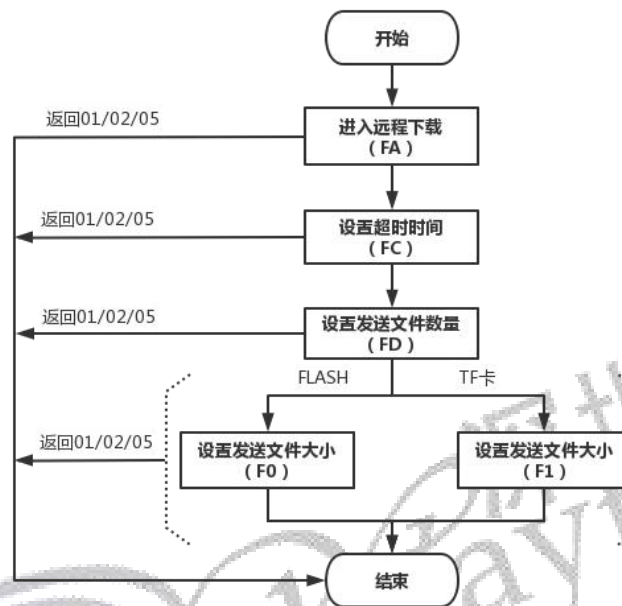 开始
返回01/02/05
进入远程下载
（FA）
返回01/02/05
设置超时时间
（FC）
返回01/02/05
设置发送文件数量
（FD）
FLASH
TF卡
返回01/02/05
设置发送文件大小
（F0）
设置发送文件大小
（F1）
结束